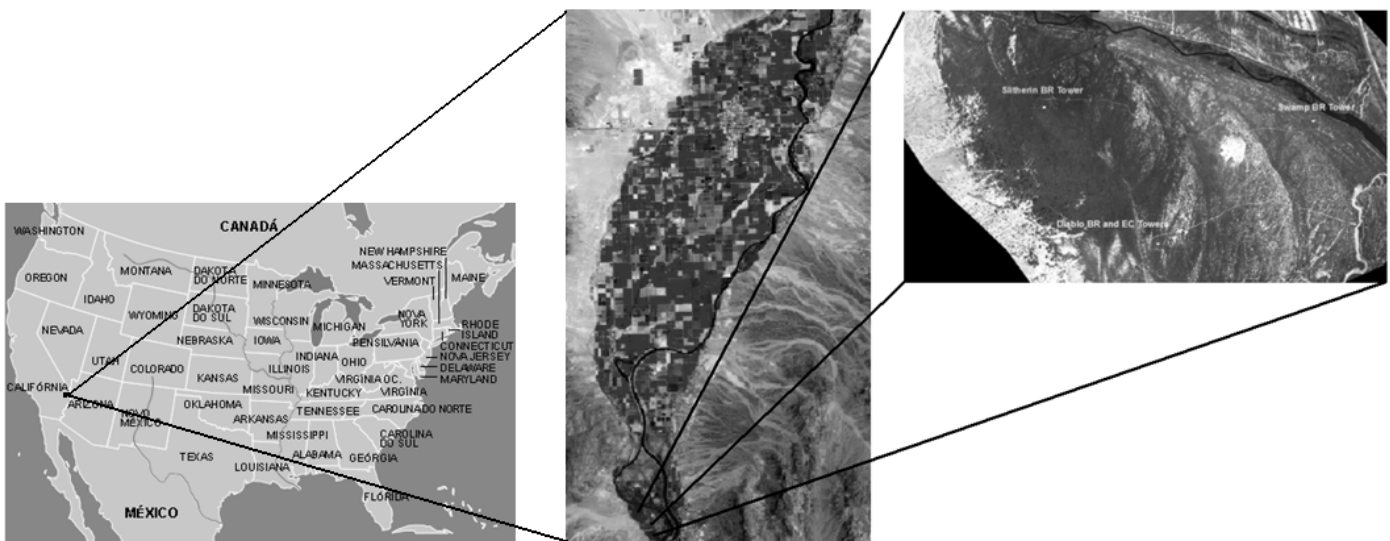 CANADÁ
WASHINGTON
OREGON
IDAHO
MONTANA
DAKOTA
DO NORTE
MINNESOTA
NEW HAMPSHIRE
MASSACHUSETTS
VERMONT
MAINE
WYOMING
DAKOTA
DO SUL
WISCONSIN
MICHIGAN
NOVA
YORK
RHODE
ISLAND
CONNECTICUT
NOVA JERSEY
DELAWARE
MARYLAND
NEVADA
UTAH
COLORADO
NEBRASKA
IOWA
PENSILVANIA
KANSAS
MISSOURI
ILLINOIS
INDIANA
OHIO
VIRGÍNIA OC.
VIRGÍNIA
KENTUCKY
CALIFÓRNIA
ARIZONA
NOVO
MÉXICO
OKLAHOMA
ARKANSAS
TENNESSEE
CAROLINA DO NORTE
MISSISSIPPI
CAROLINA
DO SUL
TEXAS
LOUISIANA
ALABAMA
GEÓRGIA
FLÓRIDA
MÉXICO
Slitherin BR Tower
Swamp BR Tower
Diablo BR and EC Towers